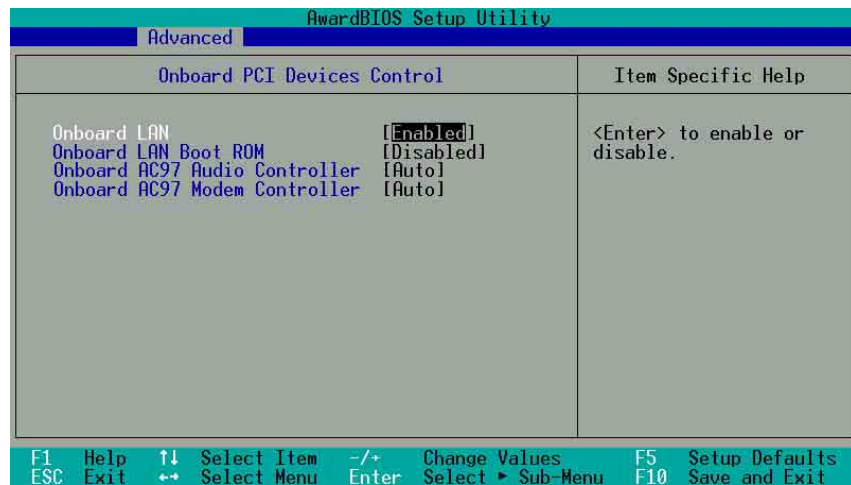 AwardBIOS Setup Utility
Advanced
Onboard PCI Devices Control
Item Specific Help
Onboard LAN [Enabled]
Onboard LAN Boot ROM [Disabled]
Onboard AC97 Audio Controller [Auto]
Onboard AC97 Modem Controller [Auto]
<Enter> to enable or
disable.
F1 Help ↑↓ Select Item -/+ Change Values F5 Setup Defaults
ESC Exit ←→ Select Menu Enter Select ► Sub-Menu F10 Save and Exit